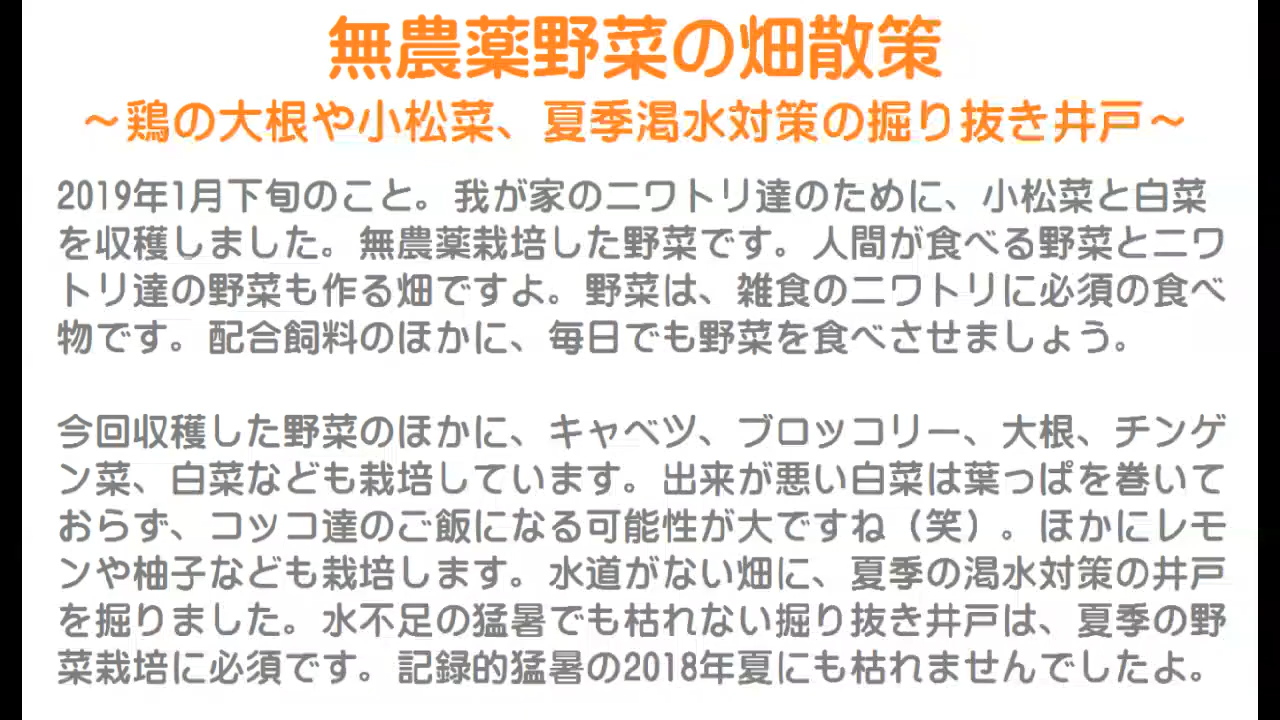 無農薬野菜の畑散策
～鶏の大根や小松菜、夏季渇水対策の掘り抜き井戸～
2019年1月下旬のこと。我が家のニワトリ達のために、小松菜と白菜
を収穫しました。無農薬栽培した野菜です。人間が食べる野菜とニワ
トリ達の野菜も作る畑ですよ。野菜は、雑食のニワトリに必須の食べ
物です。配合飼料のほかに、毎日でも野菜を食べさせましょう。
今回収穫した野菜のほかに、キャベツ、ブロッコリー、大根、チンゲ
ン菜、白菜なども栽培しています。出来が悪い白菜は葉っぱを巻いて
おらず、コッコ達のご飯になる可能性が大ですね（笑）。ほかにレモ
ンや柚子なども栽培します。水道がない畑に、夏季の渇水対策の井戸
を掘りました。水不足の猛暑でも枯れない掘り抜き井戸は、夏季の野
菜栽培に必須です。記録的猛暑の2018年夏にも枯れませんでしたよ。